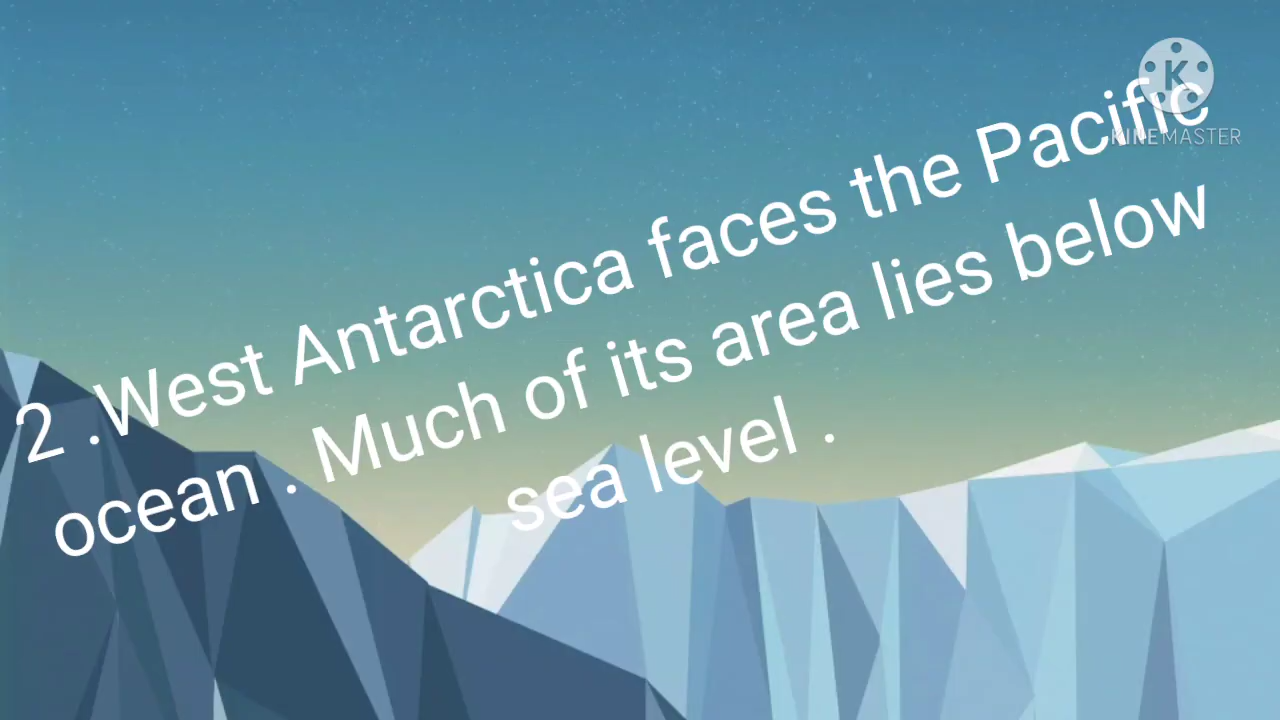 2 .West Antarctica faces the Pacific
ocean . Much of its area lies below
sea level .
K
KINEMASTER